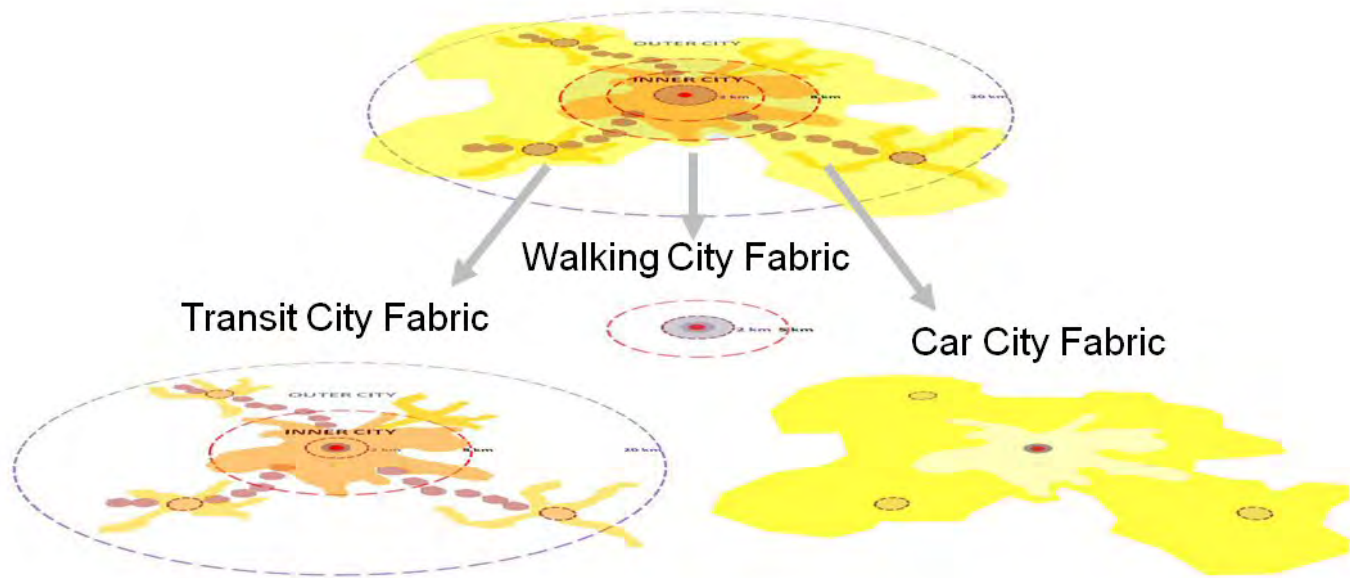 OUTER CITY
INNER CITY
2 km
8 km
20 km
Walking City Fabric
Transit City Fabric
2 km
5 km
Car City Fabric
OUTER CITY
INNER CITY
2 km
8 km
20 km